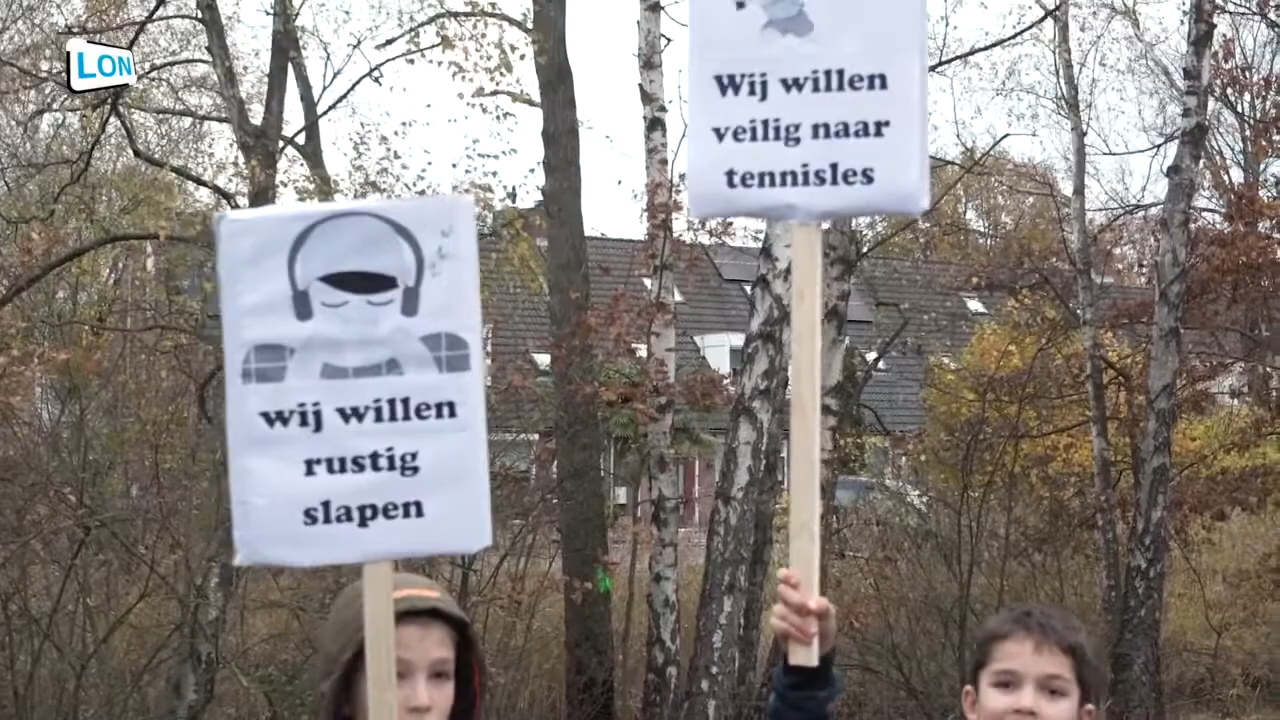 LON
Wij willen
veilig naar
tennisles
wij willen
rustig
slapen